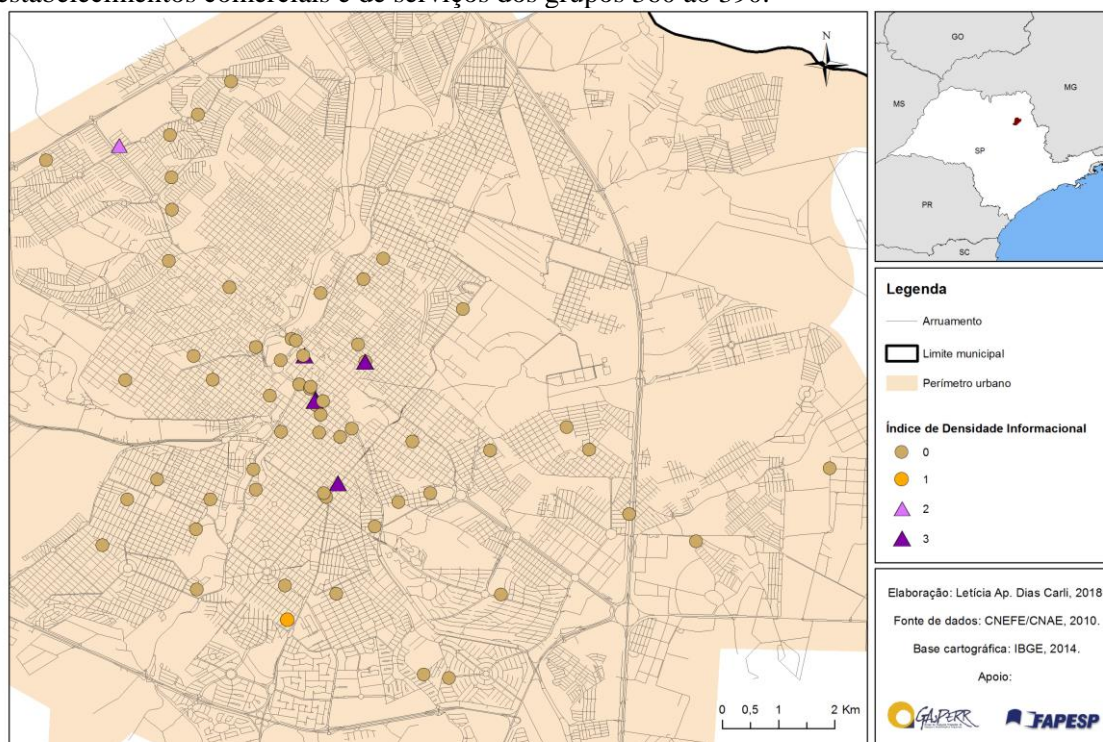 estabelecimentos comerciais e de serviços dos grupos 580 ao 590.
N
0 0,5 1 2 Km
GO
MS
MG
SP
PR
SC
Legenda
Arruamento
Limite municipal
Perímetro urbano
Índice de Densidade Informacional
0
1
2
3
Elaboração: Letícia Ap. Dias Carli, 2018
Fonte de dados: CNEFE/CNAE, 2010.
Base cartográfica: IBGE, 2014.
Apoio:
GAsPERR
FAPESP